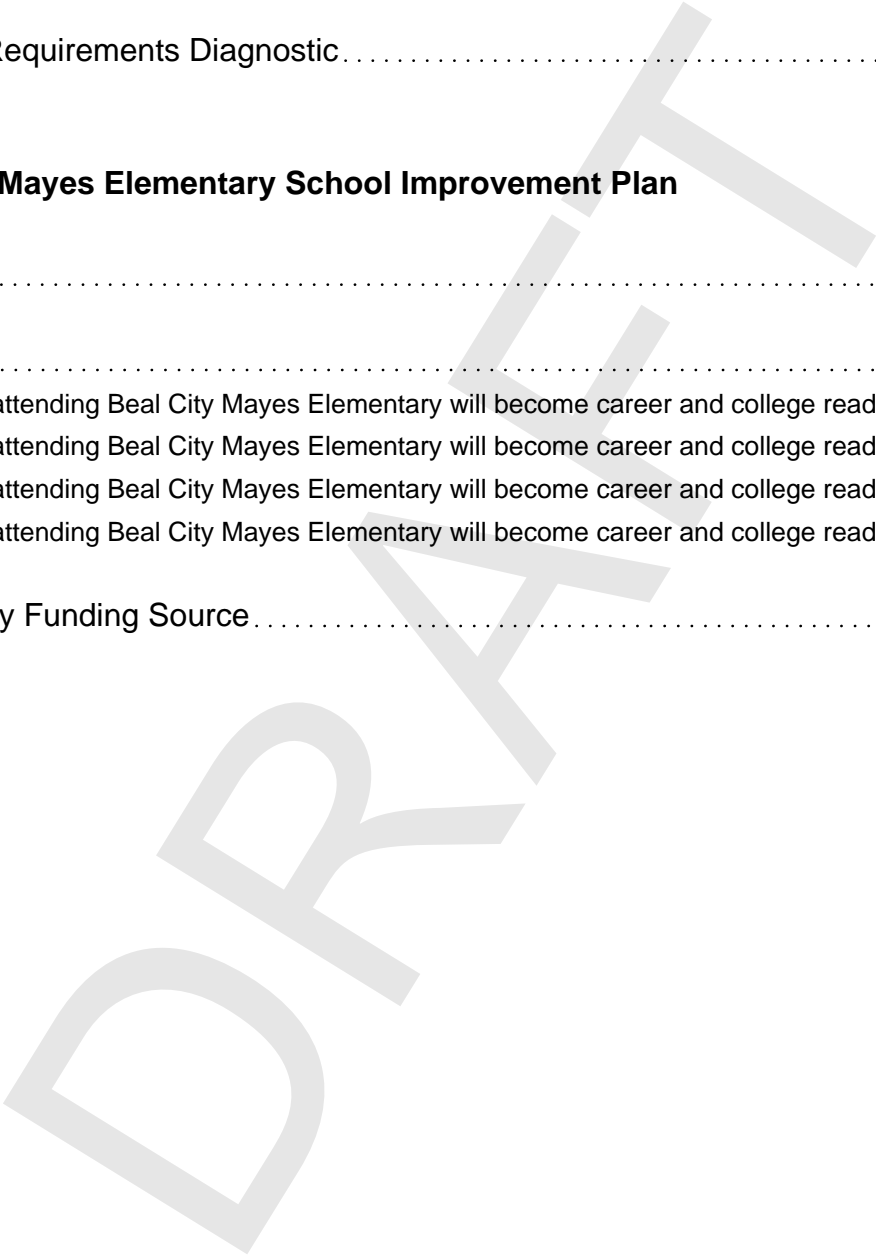 Requirements Diagnostic
Mayes Elementary School Improvement Plan
attending Beal City Mayes Elementary will become career and college read
attending Beal City Mayes Elementary will become career and college read
attending Beal City Mayes Elementary will become career and college read
attending Beal City Mayes Elementary will become career and college read
y Funding Source
DRAFT